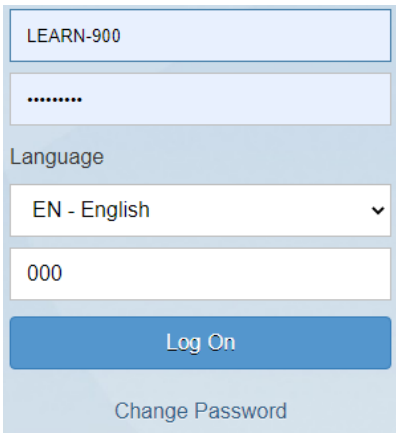 LEARN-900
•••••••••
Language
EN - English
000
Log On
Change Password